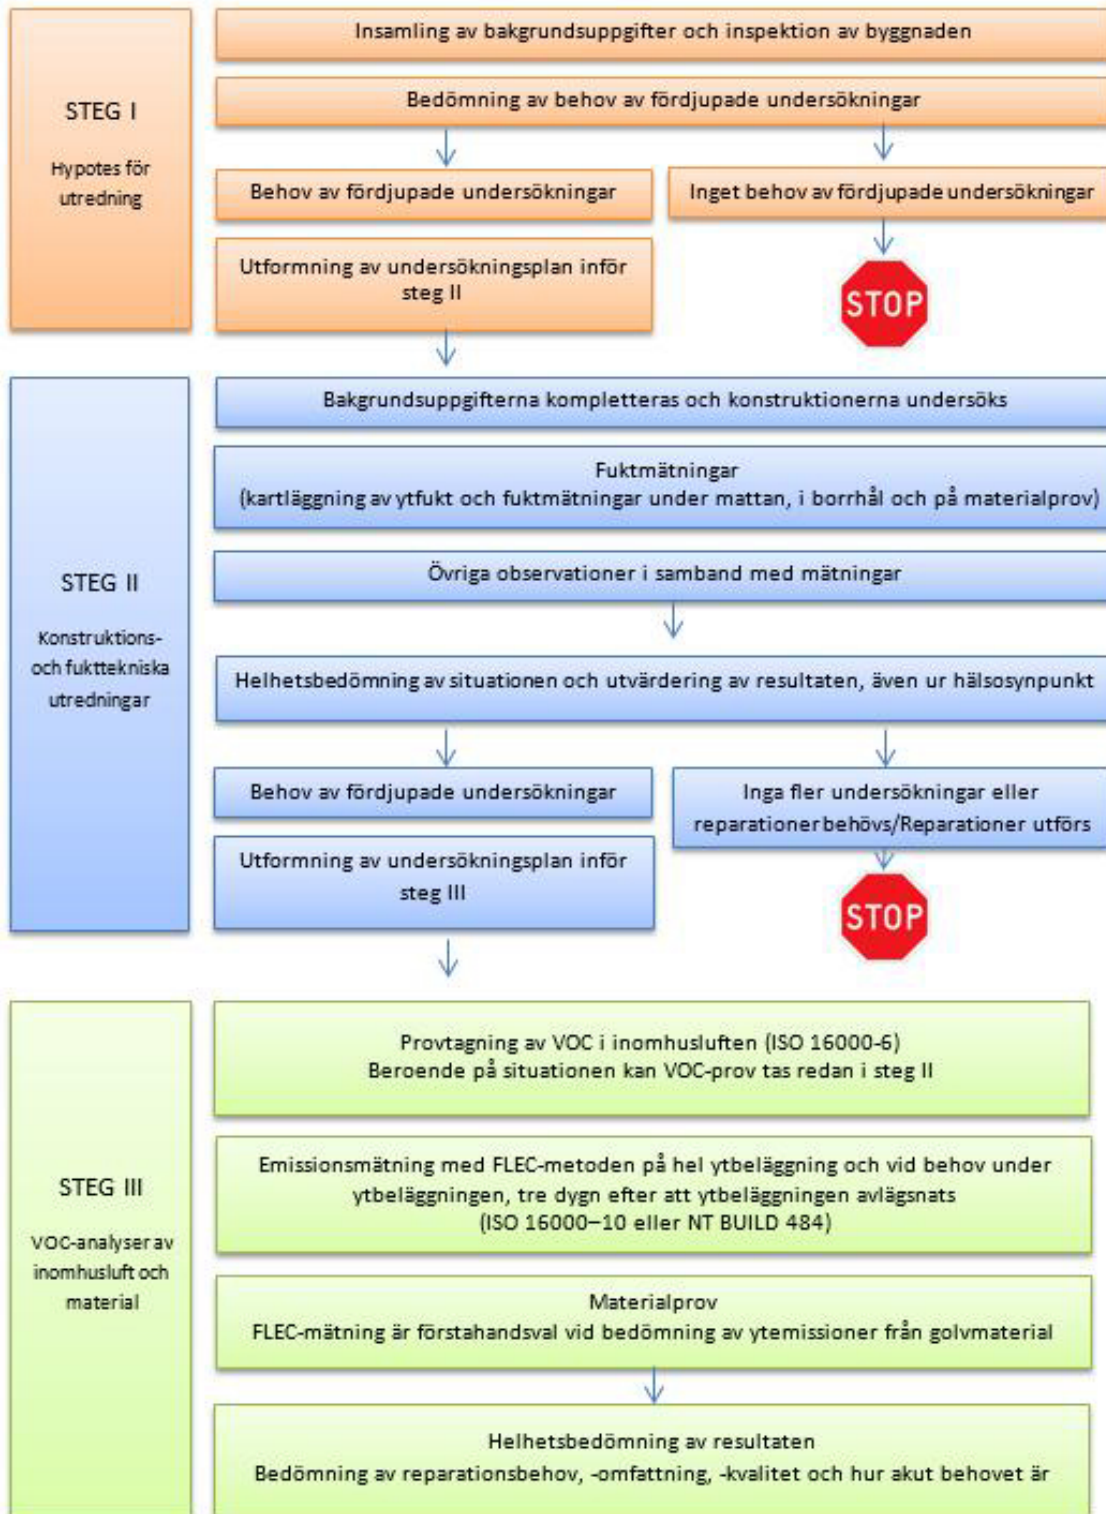 STEG I
Hypotes för
utredning
Insamling av bakgrundsuppgifter och inspektion av byggnaden
Bedömning av behov av fördjupade undersökningar
Behov av fördjupade undersökningar
Inget behov av fördjupade undersökningar
Utformning av undersökningsplan inför
steg II
STOP
STEG II
Konstruktions-
och fukttekniska
utredningar
Bakgrundsuppgifterna kompletteras och konstruktionerna undersöks
Fuktmätningar
(kartläggning av ytfukt och fuktmätningar under mattan, i borrhål och på materialprov)
Övriga observationer i samband med mätningar
Helhetsbedömning av situationen och utvärdering av resultaten, även ur hälsosynpunkt
Behov av fördjupade undersökningar
Inga fler undersökningar eller
reparationer behövs/Reparationer utförs
Utformning av undersökningsplan inför
steg III
STOP
STEG III
VOC-analyser av
inomhusluft och
material
Provtagning av VOC i inomhusluften (ISO 16000-6)
Beroende på situationen kan VOC-prov tas redan i steg II
Emissionsmätning med FLEC-metoden på hel ytbeläggning och vid behov under
ytbeläggningen, tre dygn efter att ytbeläggningen avlägsnats
(ISO 16000–10 eller NT BUILD 484)
Materialprov
FLEC-mätning är förstahandsval vid bedömning av ytemissioner från golvmaterial
Helhetsbedömning av resultaten
Bedömning av reparationsbehov, -omfattning, -kvalitet och hur akut behovet är